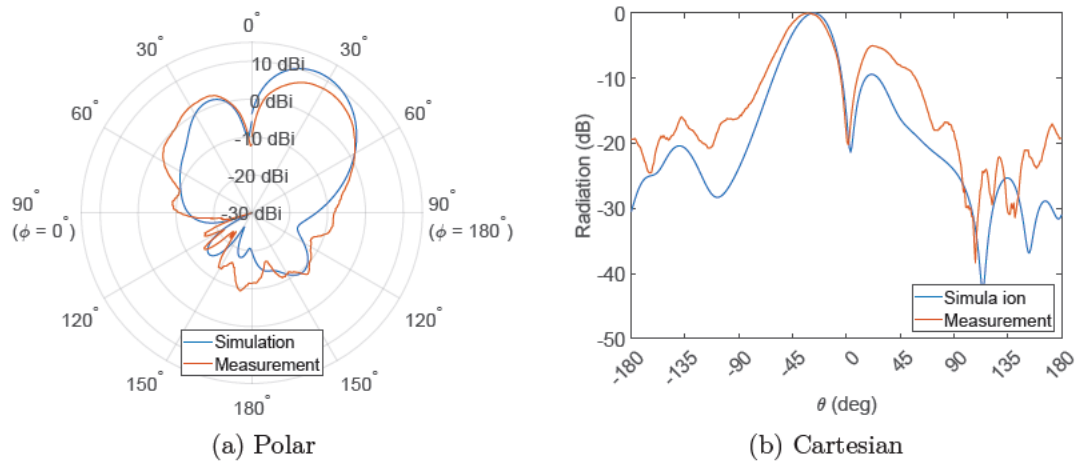 0°
30°
30°
60°
60°
90°
(ϕ = 0°)
90°
(ϕ = 180°)
120°
120°
150°
150°
180°
10 dBi
0 dBi
-10 dBi
-20 dBi
-30 dBi
Simulation
Measurement
(a) Polar
Radiation (dB)
0
-10
-20
-30
-40
-50
-180
-135
-90
-45
0
45
90
135
180
θ (deg)
Simula ion
Measurement
(b) Cartesian